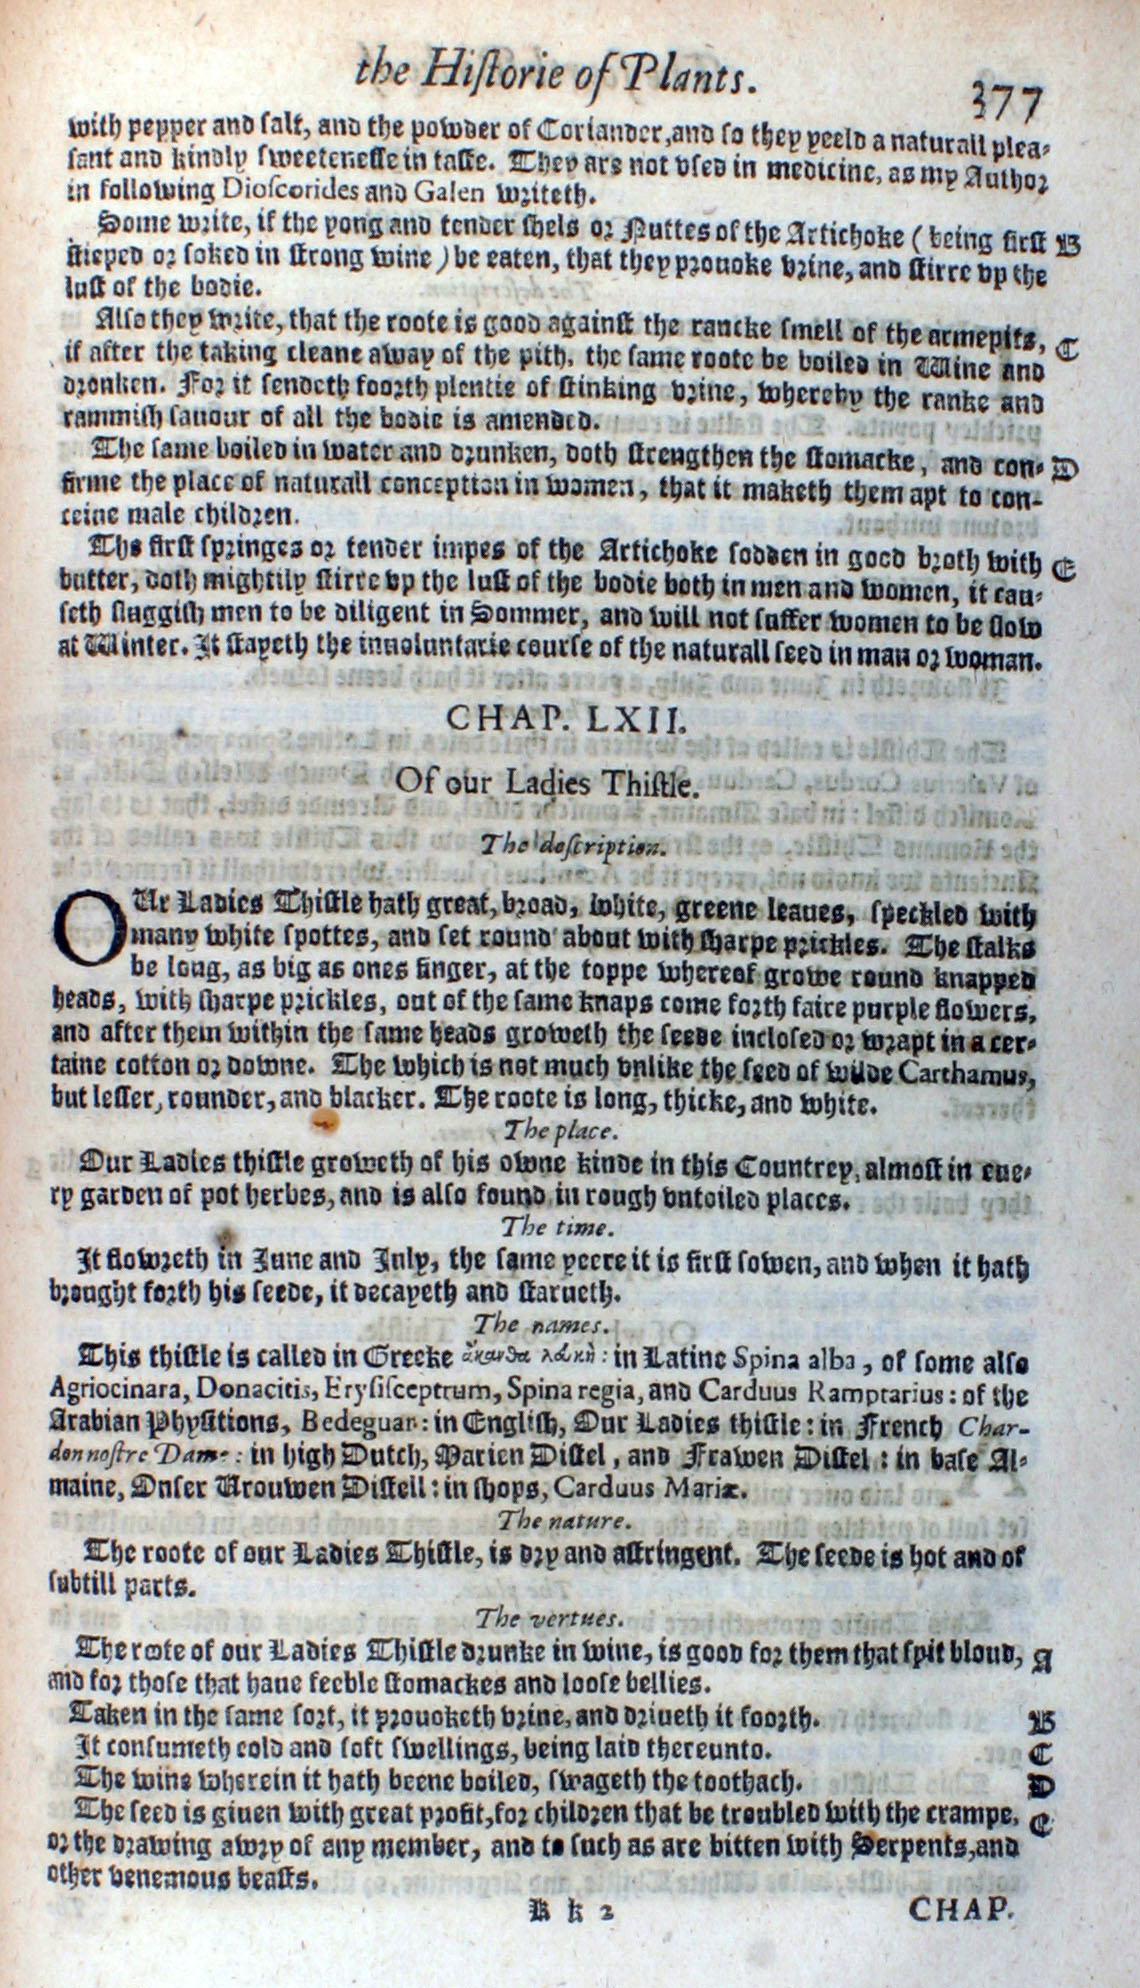 the Hiſtorie of Plants.
377
with pepper and ſalt, and the powder of Coriander, and ſo they yeeld a naturall plea-
ſant and kindly ſweeteneſſe in taſte. They are not vſed in medicine, as my Author
in following Dioſcorides and Galen writeth.
Some write, if the yong and tender ſhels or Nuttes of the Artichoke (being firſt B
ſteeped or ſoked in ſtrong wine) be eaten, that they prouoke vrine, and ſtirre vp the
luſt of the bodie.
Alſo they write, that the roote is good againſt the rancke ſmell of the armepits, C
if after the taking cleane away of the pith, the ſame roote be boiled in Wine and
dronken. For it ſendeth foorth plentie of ſtinking vrine, whereby the ranke and
rammiſh ſauour of all the bodie is amended.
The ſame boiled in water and drunken, doth ſtrengthen the ſtomacke, and con- D
firme the place of naturall conception in women, that it maketh them apt to con-
ceiue male children.
The firſt ſpringes or tender impes of the Artichoke ſodden in good broth with E
butter, doth mightily ſtirre vp the luſt of the bodie both in men and women, it cau-
ſeth ſluggiſh men to be diligent in Sommer, and will not ſuffer women to be ſlow
at Winter. It ſtayeth the inuoluntarie courſe of the naturall ſeed in man or woman.
CHAP. LXII.
Of our Ladies Thiſtle.
The deſcription.
OUr Ladies Thiſtle hath great, broad, white, greene leaues, ſpeckled with
many white ſpottes, and ſet round about with ſharpe prickles. The ſtalks
be long, as big as ones finger, at the toppe whereof growe round knapped
heads, with ſharpe prickles, out of the ſame knaps come forth faire purple flowers,
and after them within the ſame heads groweth the ſeede incloſed or wrapt in a cer-
taine cotton or downe. The which is not much vnlike the ſeed of wilde Carthamus,
but leſſer, rounder, and blacker. The roote is long, thicke, and white.
The place.
Our Ladies thiſtle groweth of his owne kinde in this Countrey, almoſt in eue-
ry garden of pot herbes, and is alſo found in rough vntoiled places.
The time.
It flowreth in June and July, the ſame yeere it is firſt ſowen, and when it hath
brought forth his ſeede, it decayeth and ſtarueth.
The names.
This thiſtle is called in Greeke ἄκανθα λευκὴ: in Latine Spina alba, of ſome alſo
Agriocinara, Donacitis, Eryſiſceptrum, Spina regia, and Carduus Ramptarius: of the
Arabian Phyſitions, Bedeguar: in Engliſh, Our Ladies thiſtle: in French Char-
don noſtre Dame: in high Dutch, Marien Diſtel, and Frawen Diſtel: in baſe Al-
maine, Onſer Vrouwen Diſtell: in ſhops, Carduus Mariæ.
The nature.
The roote of our Ladies Thiſtle, is dry and aſtringent. The ſeede is hot and of
ſubtill parts.
The vertues.
The roote of our Ladies Thiſtle drunke in wine, is good for them that ſpit bloud, A
and for thoſe that haue feeble ſtomackes and looſe bellies.
Taken in the ſame ſort, it prouoketh vrine, and driueth it foorth. B
It conſumeth cold and ſoft ſwellings, being laid thereunto. C
The wine wherein it hath beene boiled, ſwageth the toothach. D
The ſeed is giuen with great profit, for children that be troubled with the crampe, E
or the drawing awry of any member, and to ſuch as are bitten with Serpents, and
other venemous beaſts.
Kk 2 CHAP.